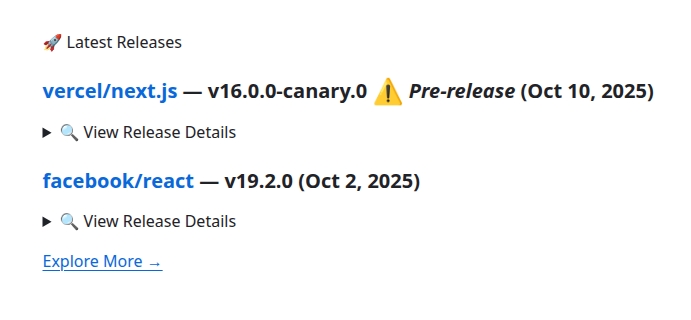 🚀 Latest Releases
vercel/next.js — v16.0.0-canary.0 ⚠️ Pre-release (Oct 10, 2025)
▶ 🔍 View Release Details
facebook/react — v19.2.0 (Oct 2, 2025)
▶ 🔍 View Release Details
Explore More →